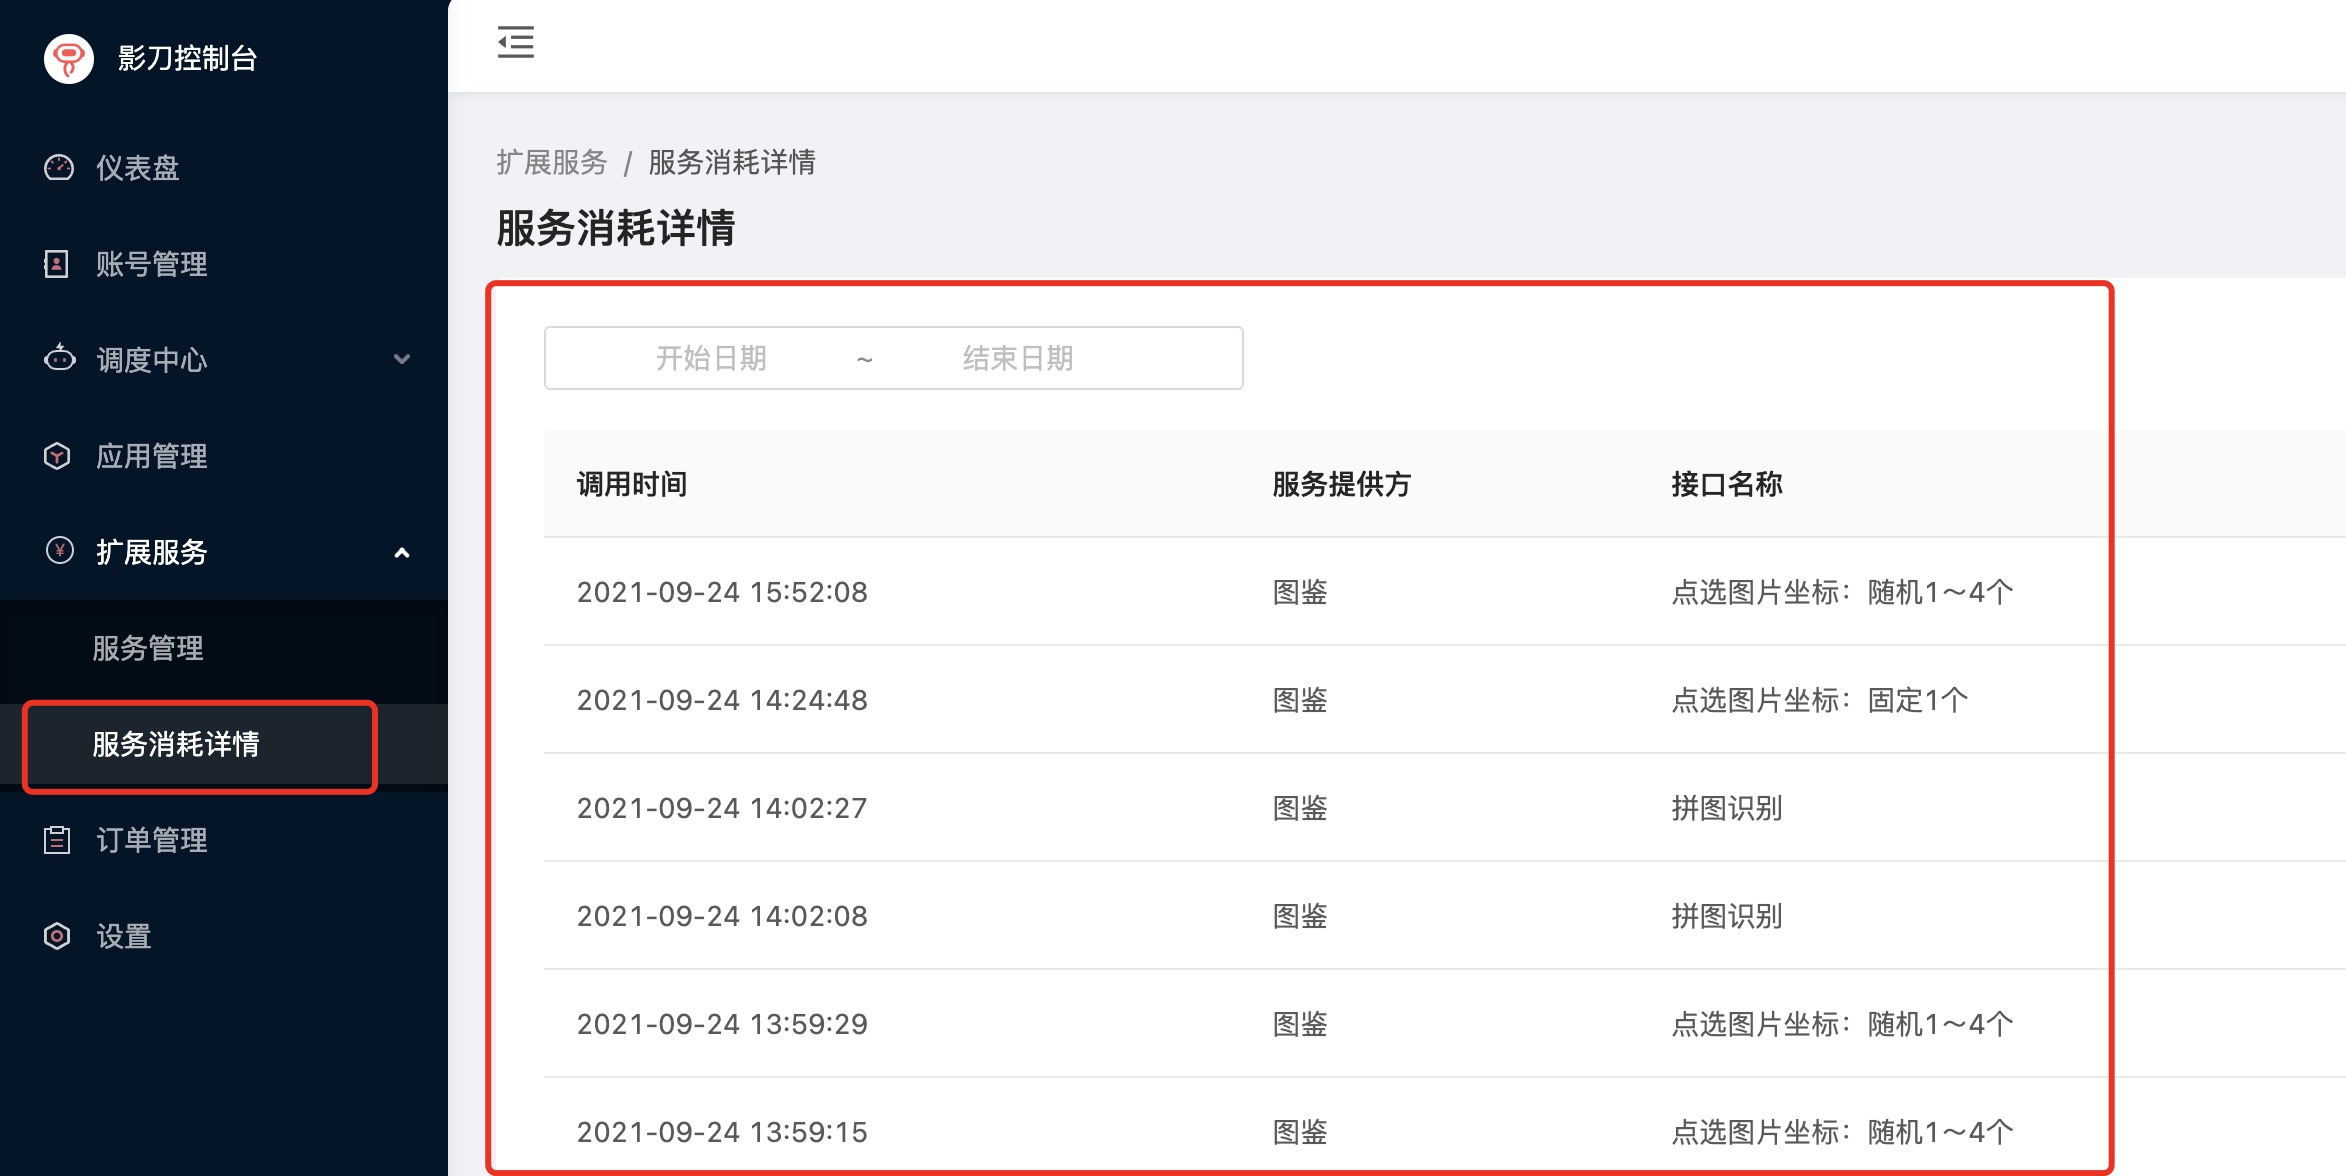 影刀控制台
仪表盘
账号管理
调度中心
应用管理
扩展服务
服务管理
服务消耗详情
订单管理
设置
扩展服务 / 服务消耗详情
服务消耗详情
开始日期 ~ 结束日期
调用时间 服务提供方 接口名称
2021-09-24 15:52:08 图鉴 点选图片坐标：随机1～4个
2021-09-24 14:24:48 图鉴 点选图片坐标：固定1个
2021-09-24 14:02:27 图鉴 拼图识别
2021-09-24 14:02:08 图鉴 拼图识别
2021-09-24 13:59:29 图鉴 点选图片坐标：随机1～4个
2021-09-24 13:59:15 图鉴 点选图片坐标：随机1～4个